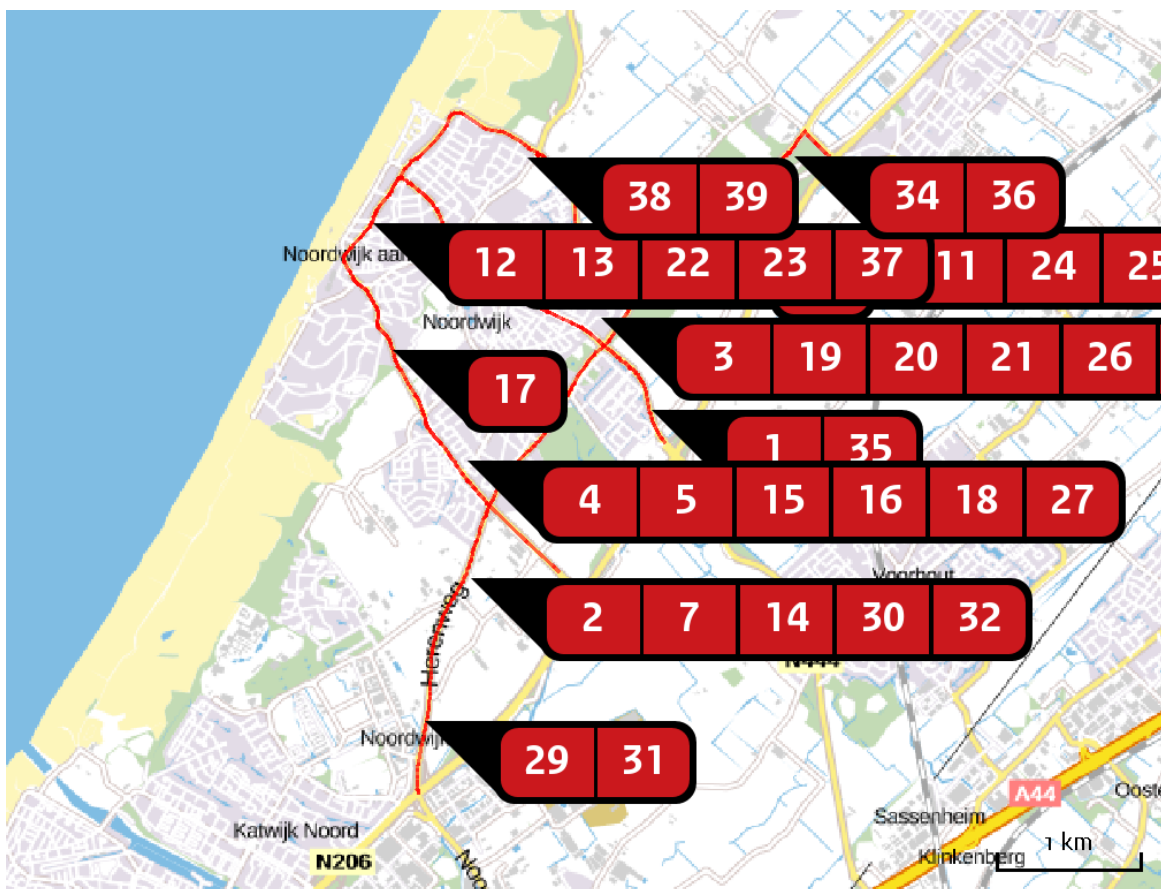 38 39
34 36
Noordwijk aan
12 13 22 23 37
11 24 25
Noordwijk
3 19 20 21 26
17
1 35
4 5 15 16 18 27
Voorhout
2 7 14 30 32
Herenweg
N444
29 31
A44
Sassenheim
Katwijk Noord
1 km
Klinkenberg
N206